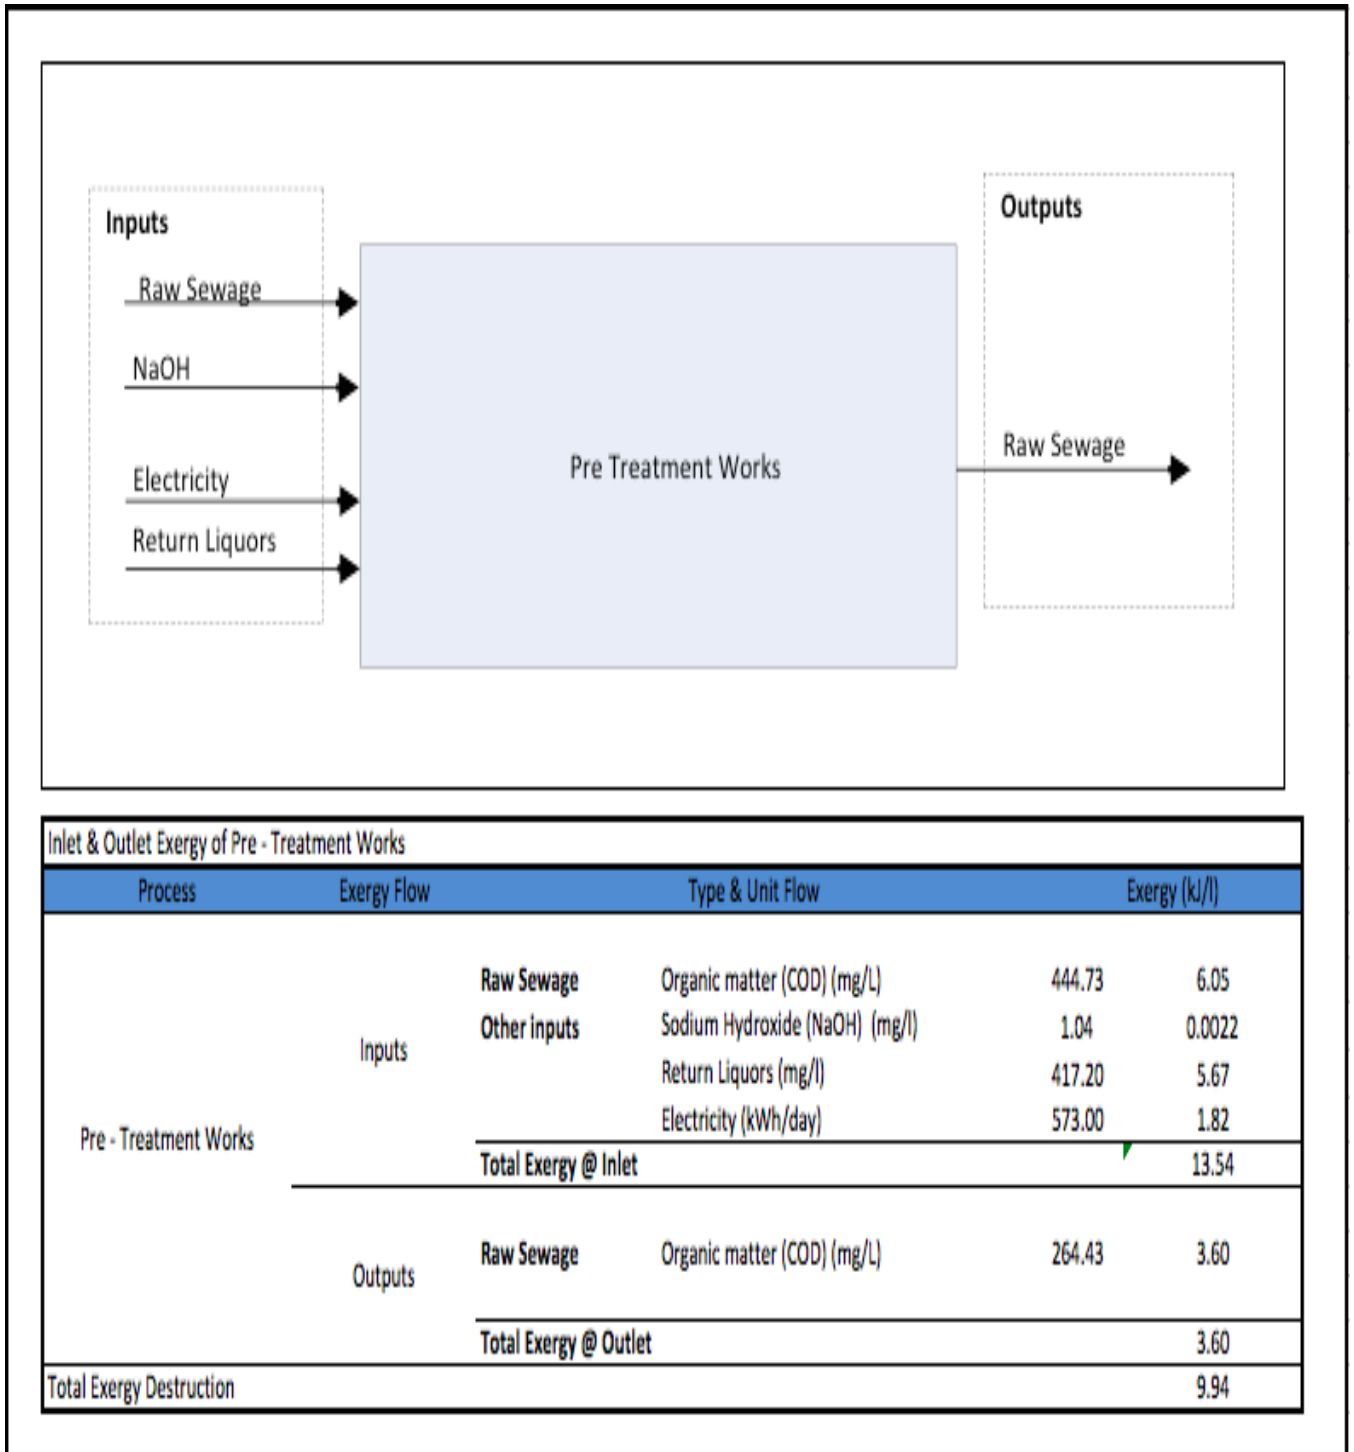 Inputs
Raw Sewage
NaOH
Electricity
Return Liquors
Pre Treatment Works
Outputs
Raw Sewage
Inlet & Outlet Exergy of Pre - Treatment Works
Process Exergy Flow Type & Unit Flow Exergy (kJ/l)
Raw Sewage Organic matter (COD) (mg/L) 444.73 6.05
Other inputs Sodium Hydroxide (NaOH) (mg/l) 1.04 0.0022
Inputs
Return Liquors (mg/l) 417.20 5.67
Electricity (kWh/day) 573.00 1.82
Pre - Treatment Works
Total Exergy @ Inlet 13.54
Raw Sewage Organic matter (COD) (mg/L) 264.43 3.60
Outputs
Total Exergy @ Outlet 3.60
Total Exergy Destruction 9.94